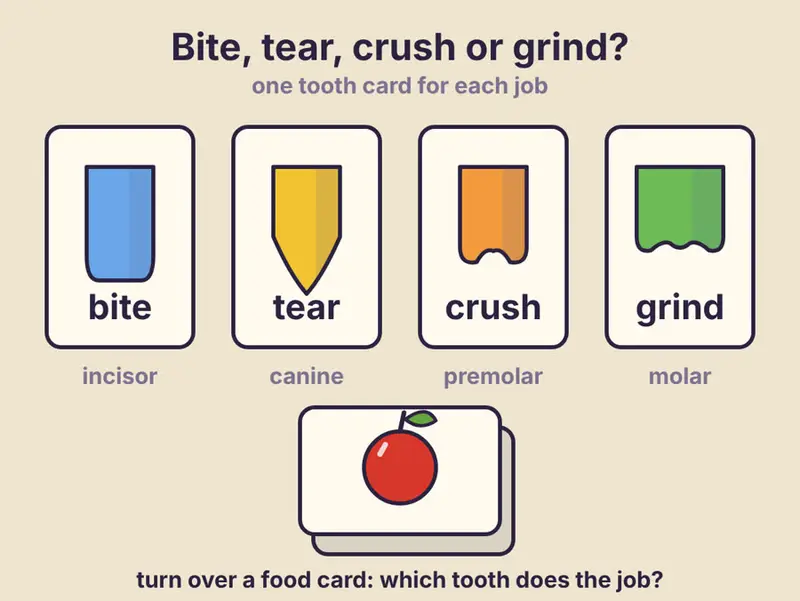 Bite, tear, crush or grind?
one tooth card for each job
bite
tear
crush
grind
incisor
canine
premolar
molar
turn over a food card: which tooth does the job?